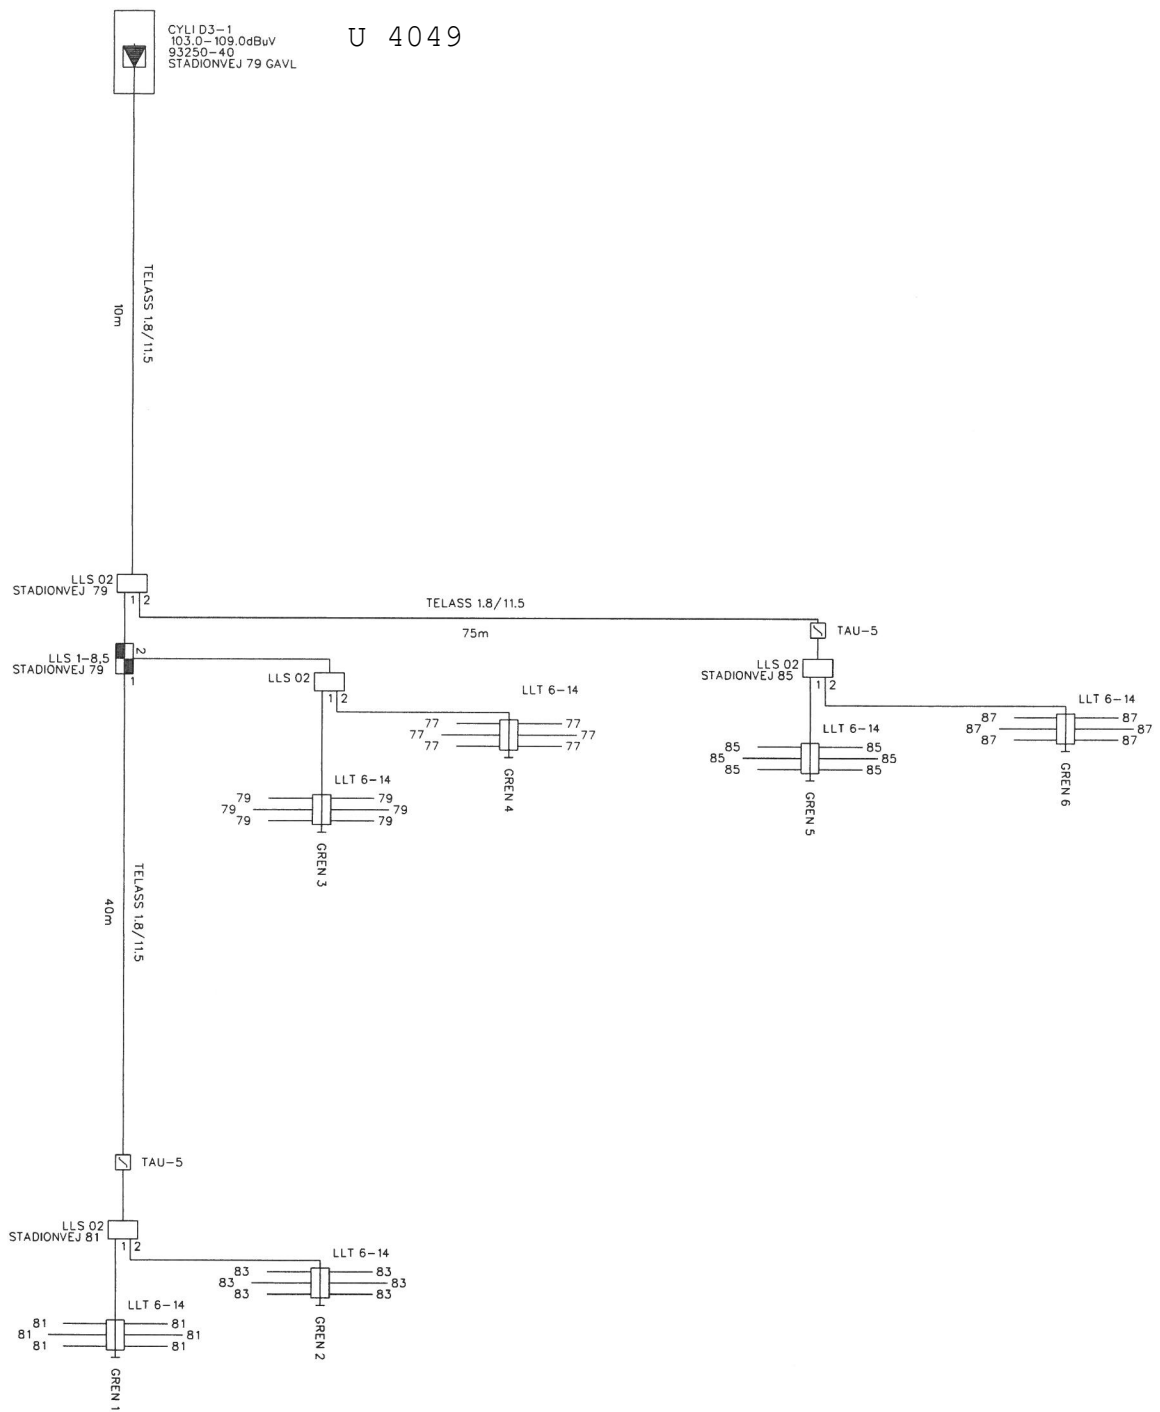 U 4049
CYLI D3-1
103.0-109.0dBuV
93250-40
STADIONVEJ 79 GAVL
TELASS 1.8/11.5
10m
LLS 02
STADIONVEJ 79
1 2
TELASS 1.8/11.5
75m
TAU-5
LLS 1-8,5
STADIONVEJ 79
2
1
LLS 02
1 2
LLS 02
STADIONVEJ 85
1 2
LLT 6-14
77 77
77 77
77 77
GREN 4
LLT 6-14
87 87
87 87
87 87
GREN 6
LLT 6-14
85 85
85 85
85 85
GREN 5
LLT 6-14
79 79
79 79
79 79
GREN 3
TELASS 1.8/11.5
40m
TAU-5
LLS 02
STADIONVEJ 81
1 2
LLT 6-14
83 83
83 83
83 83
GREN 2
LLT 6-14
81 81
81 81
81 81
GREN 1